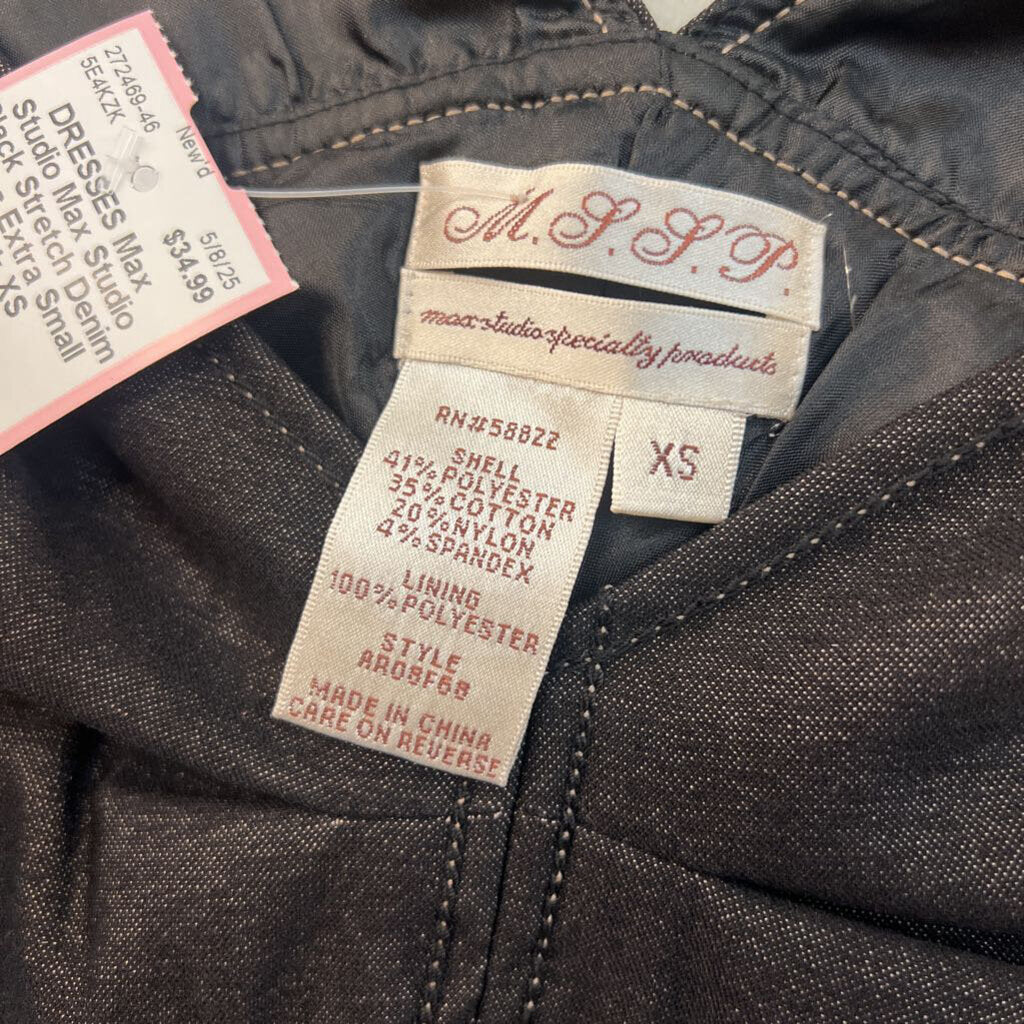 272469-46
5E4KZK
New'd
5/8/25
$34.99
DRESSES Max
Studio Max Studio
Black Stretch Denim
Extra Small
XS
M.S.S.P.
max studio specialty products
XS
RN#58822
SHELL
41% POLYESTER
35% COTTON
20% NYLON
4% SPANDEX
LINING
100% POLYESTER
STYLE
AR08F68
MADE IN CHINA
CARE ON REVERSE